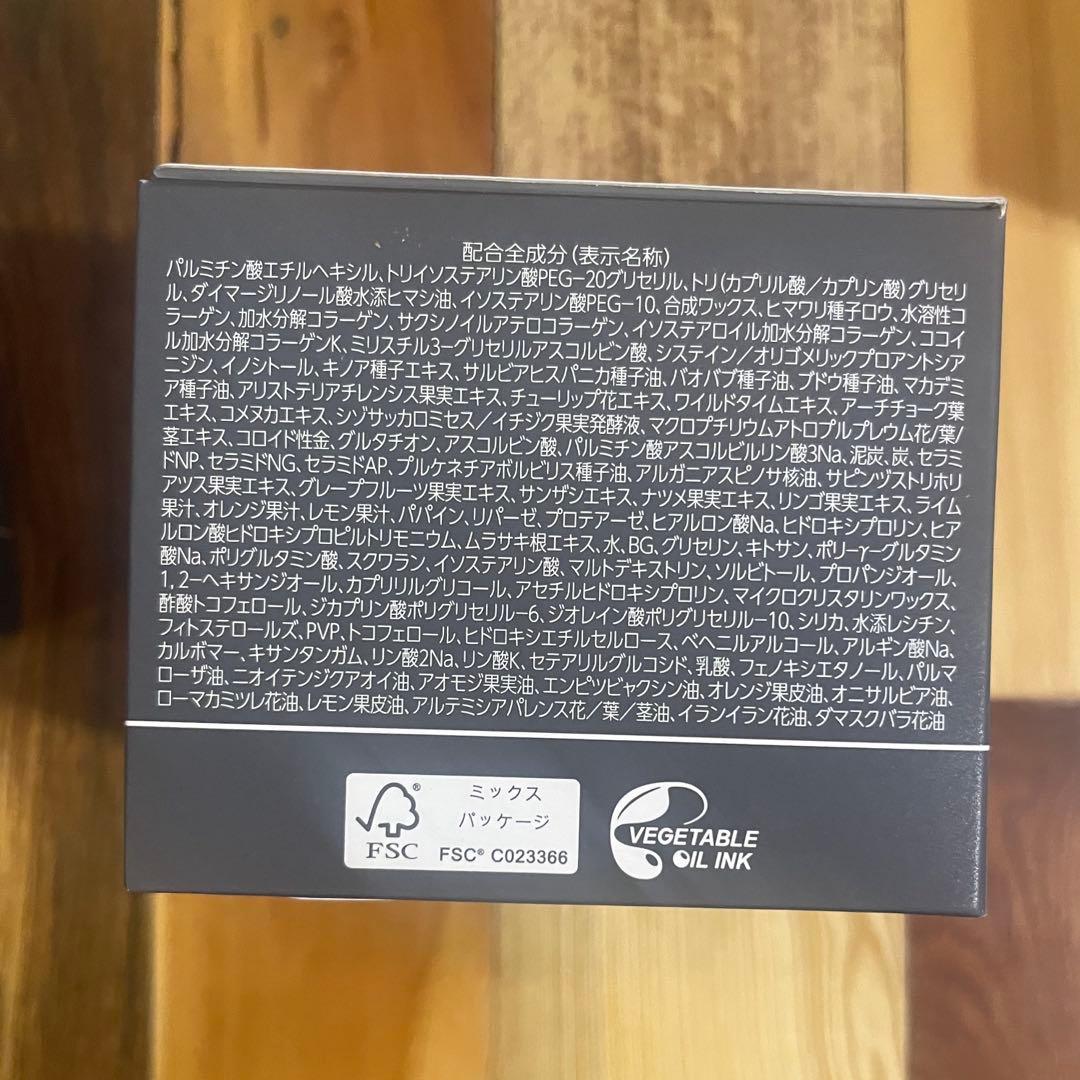 配合全成分(表示名称)
パルミチン酸エチルヘキシル、トリイソステアリン酸PEG-20グリセリル、トリ(カプリル酸/カプリン酸)グリセリ
ル、ダイマージリノール酸水添ヒマシ油、イソステアリン酸PEG-10、合成ワックス、ヒマワリ種子ロウ、水溶性コ
ラーゲン、加水分解コラーゲン、サクシノイルアテロコラーゲン、イソステアロイル加水分解コラーゲン、ココイ
ル加水分解コラーゲンK、ミリスチル3-グリセリルアスコルビン酸、システイン/オリゴメリックプロアントシア
ニジン、イノシトール、キノア種子エキス、サルビアヒスパニカ種子油、バオバブ種子油、ブドウ種子油、マカデミ
ア種子油、アリストテリアチレンシス果実エキス、チューリップ花エキス、ワイルドタイムエキス、アーチチョーク葉
エキス、コメヌカエキス、シゾサッカロミセス/イチジク果実発酵液、マクロプチリウムアトロプルプレウム花/葉/
茎エキス、コロイド性金、グルタチオン、アスコルビン酸、パルミチン酸アスコルビルリン酸3Na、泥炭、炭、セラミ
ドNP、セラミドNG、セラミドAP、プルケネチアボルビリス種子油、アルガニアスピノサ核油、サピンヅストリホリ
アツス果実エキス、グレープフルーツ果実エキス、サンザシエキス、ナツメ果実エキス、リンゴ果実エキス、ライム
果汁、オレンジ果汁、レモン果汁、パパイン、リパーゼ、プロテアーゼ、ヒアルロン酸Na、ヒドロキシプロリン、ヒア
ルロン酸ヒドロキシプロピルトリモニウム、ムラサキ根エキス、水、BG、グリセリン、キトサン、ポリ-γ-グルタミン
酸Na、ポリグルタミン酸、スクワラン、イソステアリン酸、マルトデキストリン、ソルビトール、プロパンジオール、
1,2-ヘキサンジオール、カプリリルグリコール、アセチルヒドロキシプロリン、マイクロクリスタリンワックス、
酢酸トコフェロール、ジカプリン酸ポリグリセリル-6、ジオレイン酸ポリグリセリル-10、シリカ、水添レシチン、
フィトステロールズ、PVP、トコフェロール、ヒドロキシエチルセルロース、ベヘニルアルコール、アルギン酸Na、
カルボマー、キサンタンガム、リン酸2Na、リン酸K、セテアリルグルコシド、乳酸、フェノキシエタノール、パルマ
ローザ油、ニオイテンジクアオイ油、アオモジ果実油、エンピツビャクシン油、オレンジ果皮油、オニサルビア油、
ローマカミツレ花油、レモン果皮油、アルテミシアパレンス花/葉/茎油、イランイラン花油、ダマスクバラ花油
ミックス
パッケージ
FSC
FSC® C023366
VEGETABLE
OIL INK